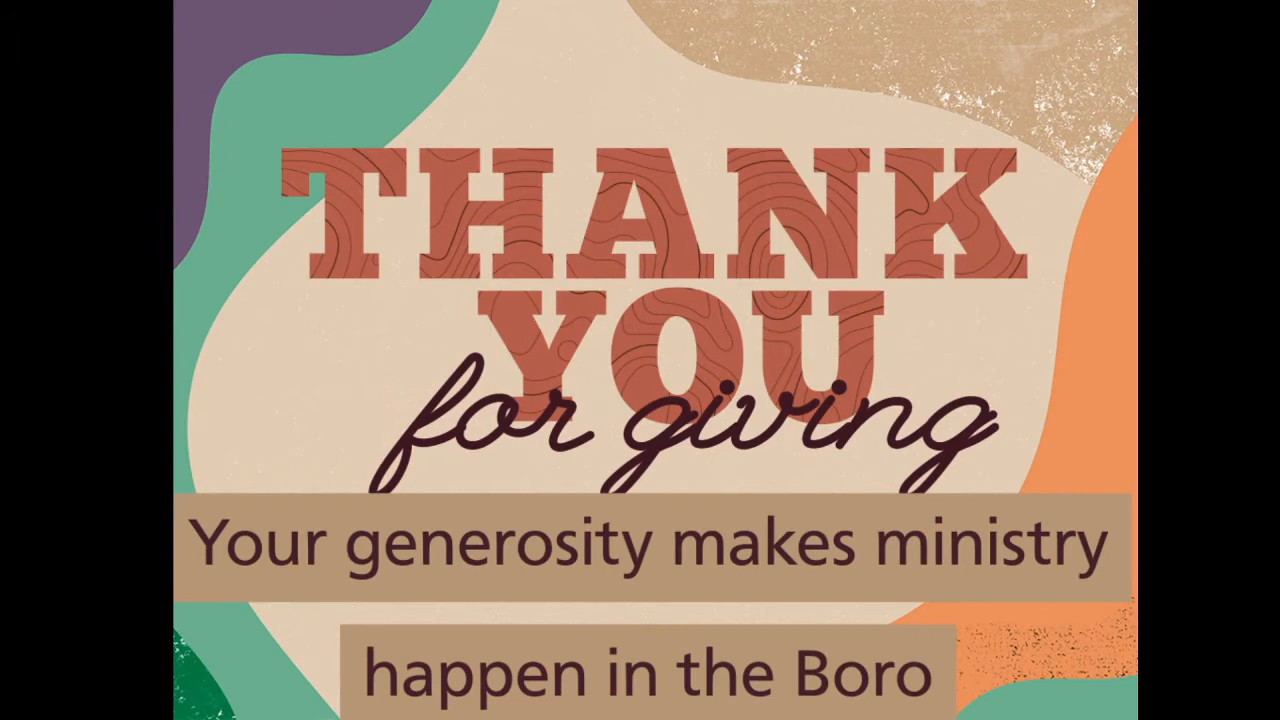 THANK
YOU
for giving
Your generosity makes ministry
happen in the Boro